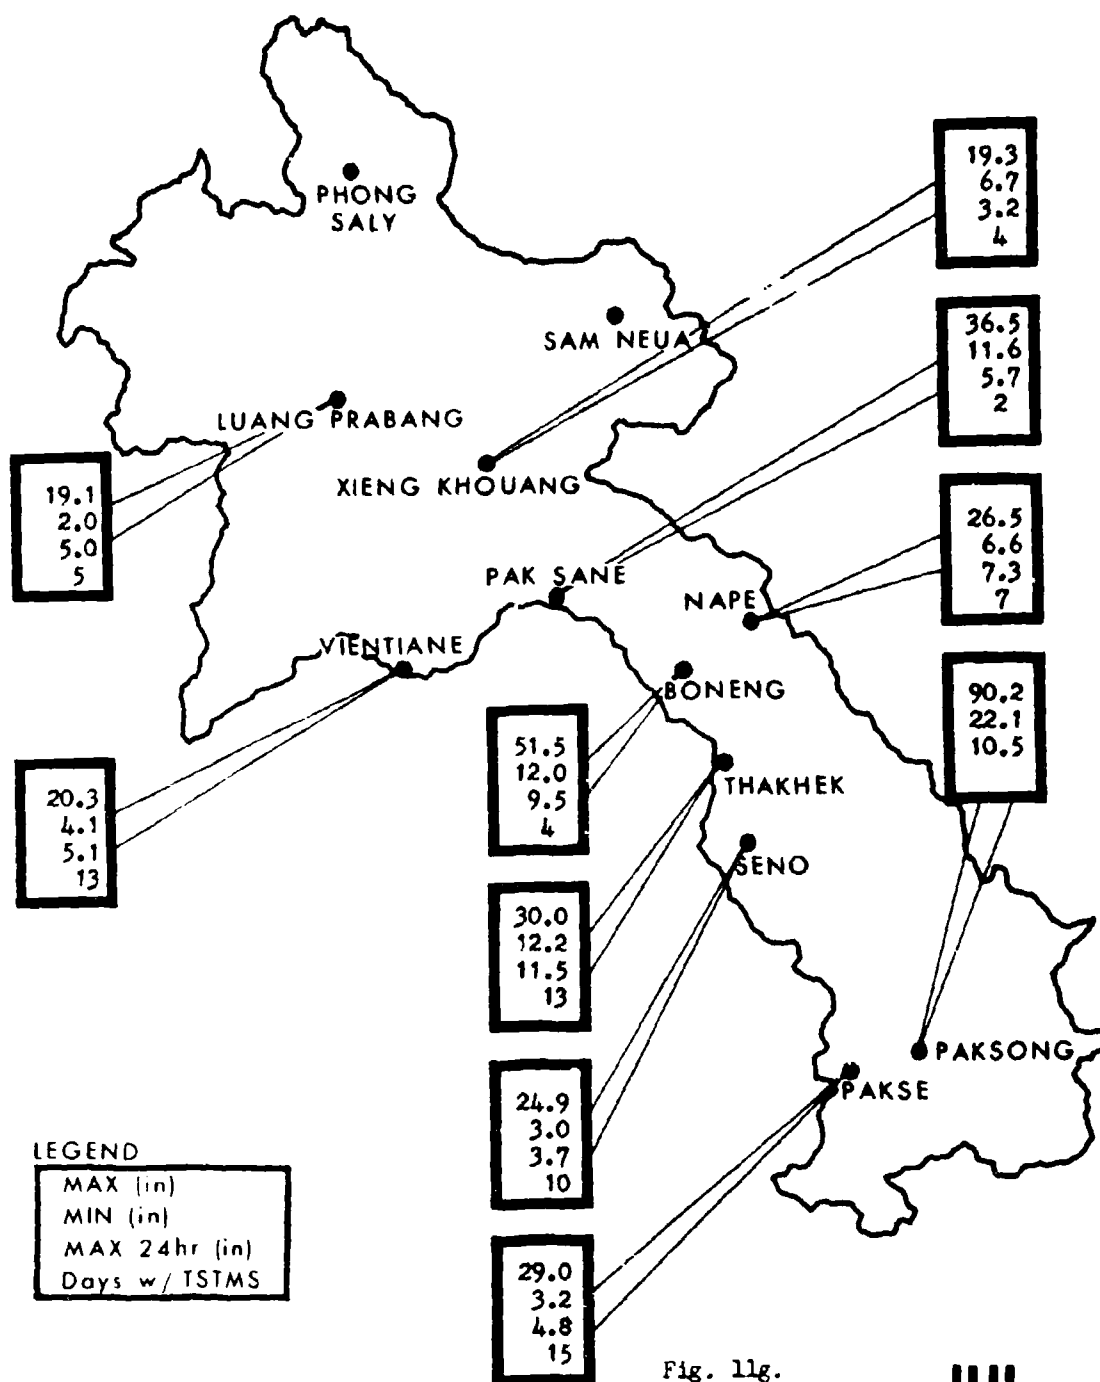 PHONG
SALY
19.3
6.7
3.2
4
SAM NEUA
36.5
11.6
5.7
2
LUANG PRABANG
XIENG KHOUANG
19.1
2.0
5.0
5
26.5
6.6
7.3
7
PAK SANE
NAPE
VIENTIANE
BONENG
90.2
22.1
10.5
51.5
12.0
9.5
4
THAKHEK
20.3
4.1
5.1
13
SENO
30.0
12.2
11.5
13
PAKSONG
PAKSE
24.9
3.0
3.7
10
LEGEND
MAX (in)
MIN (in)
MAX 24hr (in)
Days w/ TSTMS
29.0
3.2
4.8
15
Fig. 11g.